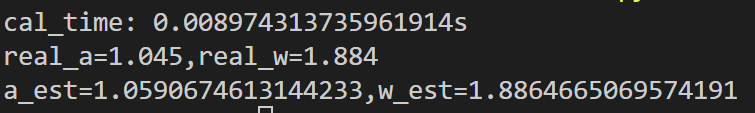 cal_time: 0.008974313735961914s
real_a=1.045,real_w=1.884
a_est=1.0590674613144233,w_est=1.8864665069574191